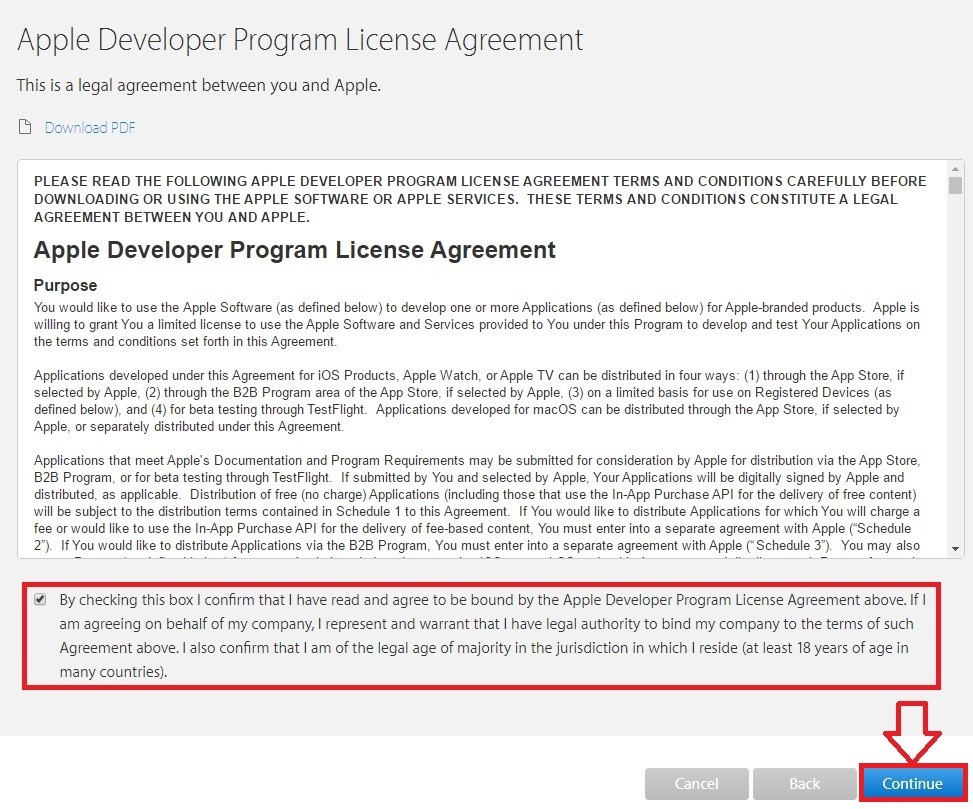 Apple Developer Program License Agreement
This is a legal agreement between you and Apple.
Download PDF
PLEASE READ THE FOLLOWING APPLE DEVELOPER PROGRAM LICENSE AGREEMENT TERMS AND CONDITIONS CAREFULLY BEFORE
DOWNLOADING OR USING THE APPLE SOFTWARE OR APPLE SERVICES.  THESE TERMS AND CONDITIONS CONSTITUTE A LEGAL
AGREEMENT BETWEEN YOU AND APPLE.
Apple Developer Program License Agreement
Purpose
You would like to use the Apple Software (as defined below) to develop one or more Applications (as defined below) for Apple-branded products.  Apple is
willing to grant You a limited license to use the Apple Software and Services provided to You under this Program to develop and test Your Applications on
the terms and conditions set forth in this Agreement.
Applications developed under this Agreement for iOS Products, Apple Watch, or Apple TV can be distributed in four ways: (1) through the App Store, if
selected by Apple, (2) through the B2B Program area of the App Store, if selected by Apple, (3) on a limited basis for use on Registered Devices (as
defined below), and (4) for beta testing through TestFlight.  Applications developed for macOS can be distributed through the App Store, if selected by
Apple, or separately distributed under this Agreement.
Applications that meet Apple's Documentation and Program Requirements may be submitted for consideration by Apple for distribution via the App Store,
B2B Program, or for beta testing through TestFlight.  If submitted by You and selected by Apple, Your Applications will be digitally signed by Apple and
distributed, as applicable.  Distribution of free (no charge) Applications (including those that use the In-App Purchase API for the delivery of free content)
will be subject to the distribution terms contained in Schedule 1 to this Agreement.  If You would like to distribute Applications for which You will charge a
fee or would like to use the In-App Purchase API for the delivery of fee-based content, You must enter into a separate agreement with Apple (“Schedule
2”).  If You would like to distribute Applications via the B2B Program, You must enter into a separate agreement with Apple (“Schedule 3”).  You may also
By checking this box I confirm that I have read and agree to be bound by the Apple Developer Program License Agreement above. If I
am agreeing on behalf of my company, I represent and warrant that I have legal authority to bind my company to the terms of such
Agreement above. I also confirm that I am of the legal age of majority in the jurisdiction in which I reside (at least 18 years of age in
many countries).
Cancel
Back
Continue